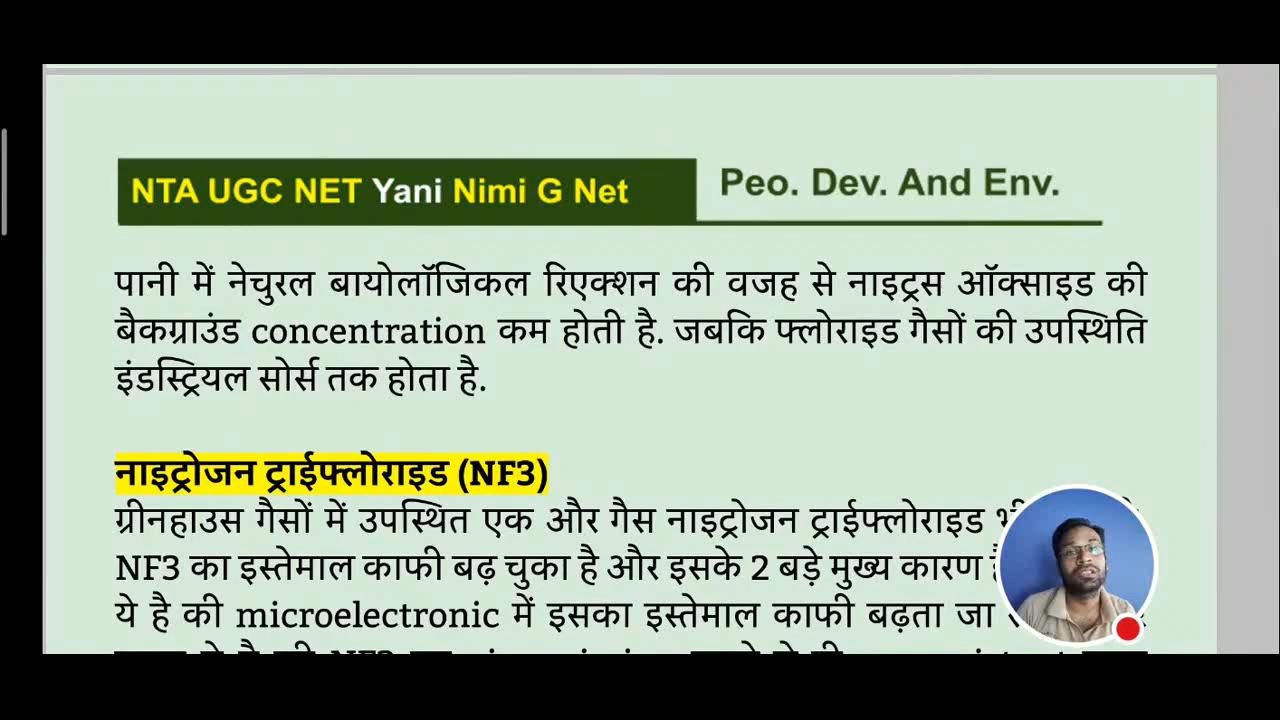 NTA UGC NET Yani Nimi G Net
Peo. Dev. And Env.
पानी में नेचुरल बायोलॉजिकल रिएक्शन की वजह से नाइट्रस ऑक्साइड की
बैकग्राउंड concentration कम होती है. जबकि फ्लोराइड गैसों की उपस्थिति
इंडस्ट्रियल सोर्स तक होता है.
नाइट्रोजन ट्राईफ्लोराइड (NF3)
ग्रीनहाउस गैसों में उपस्थित एक और गैस नाइट्रोजन ट्राईफ्लोराइड
NF3 का इस्तेमाल काफी बढ़ चुका है और इसके 2 बड़े मुख्य कारण
ये है की microelectronic में इसका इस्तेमाल काफी बढ़ता जा